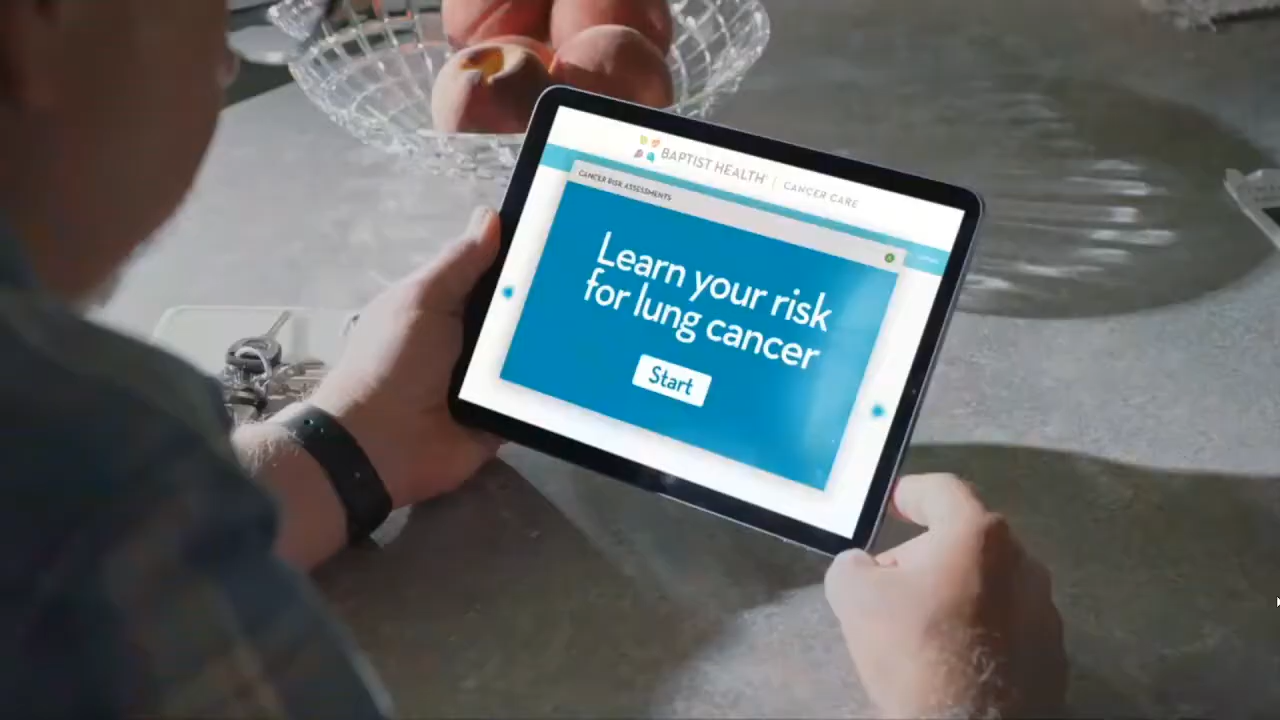 BAPTIST HEALTH | CANCER CARE
CANCER RISK ASSESSMENTS
Learn your risk
for lung cancer
Start